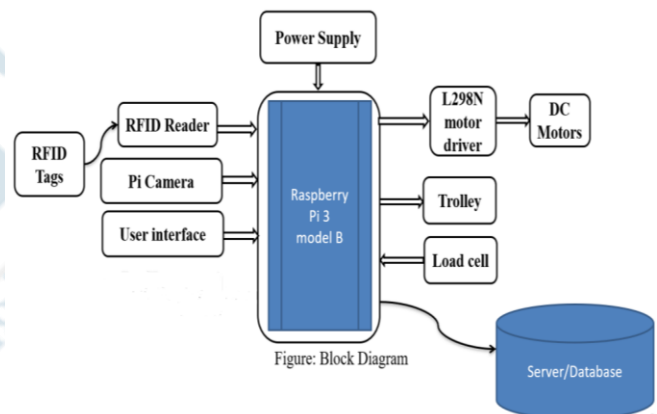 Power Supply
RFID Reader
L298N
motor
driver
DC
Motors
RFID
Tags
Pi Camera
Raspberry
Pi 3
model B
Trolley
User interface
Load cell
Figure: Block Diagram
Server/Database